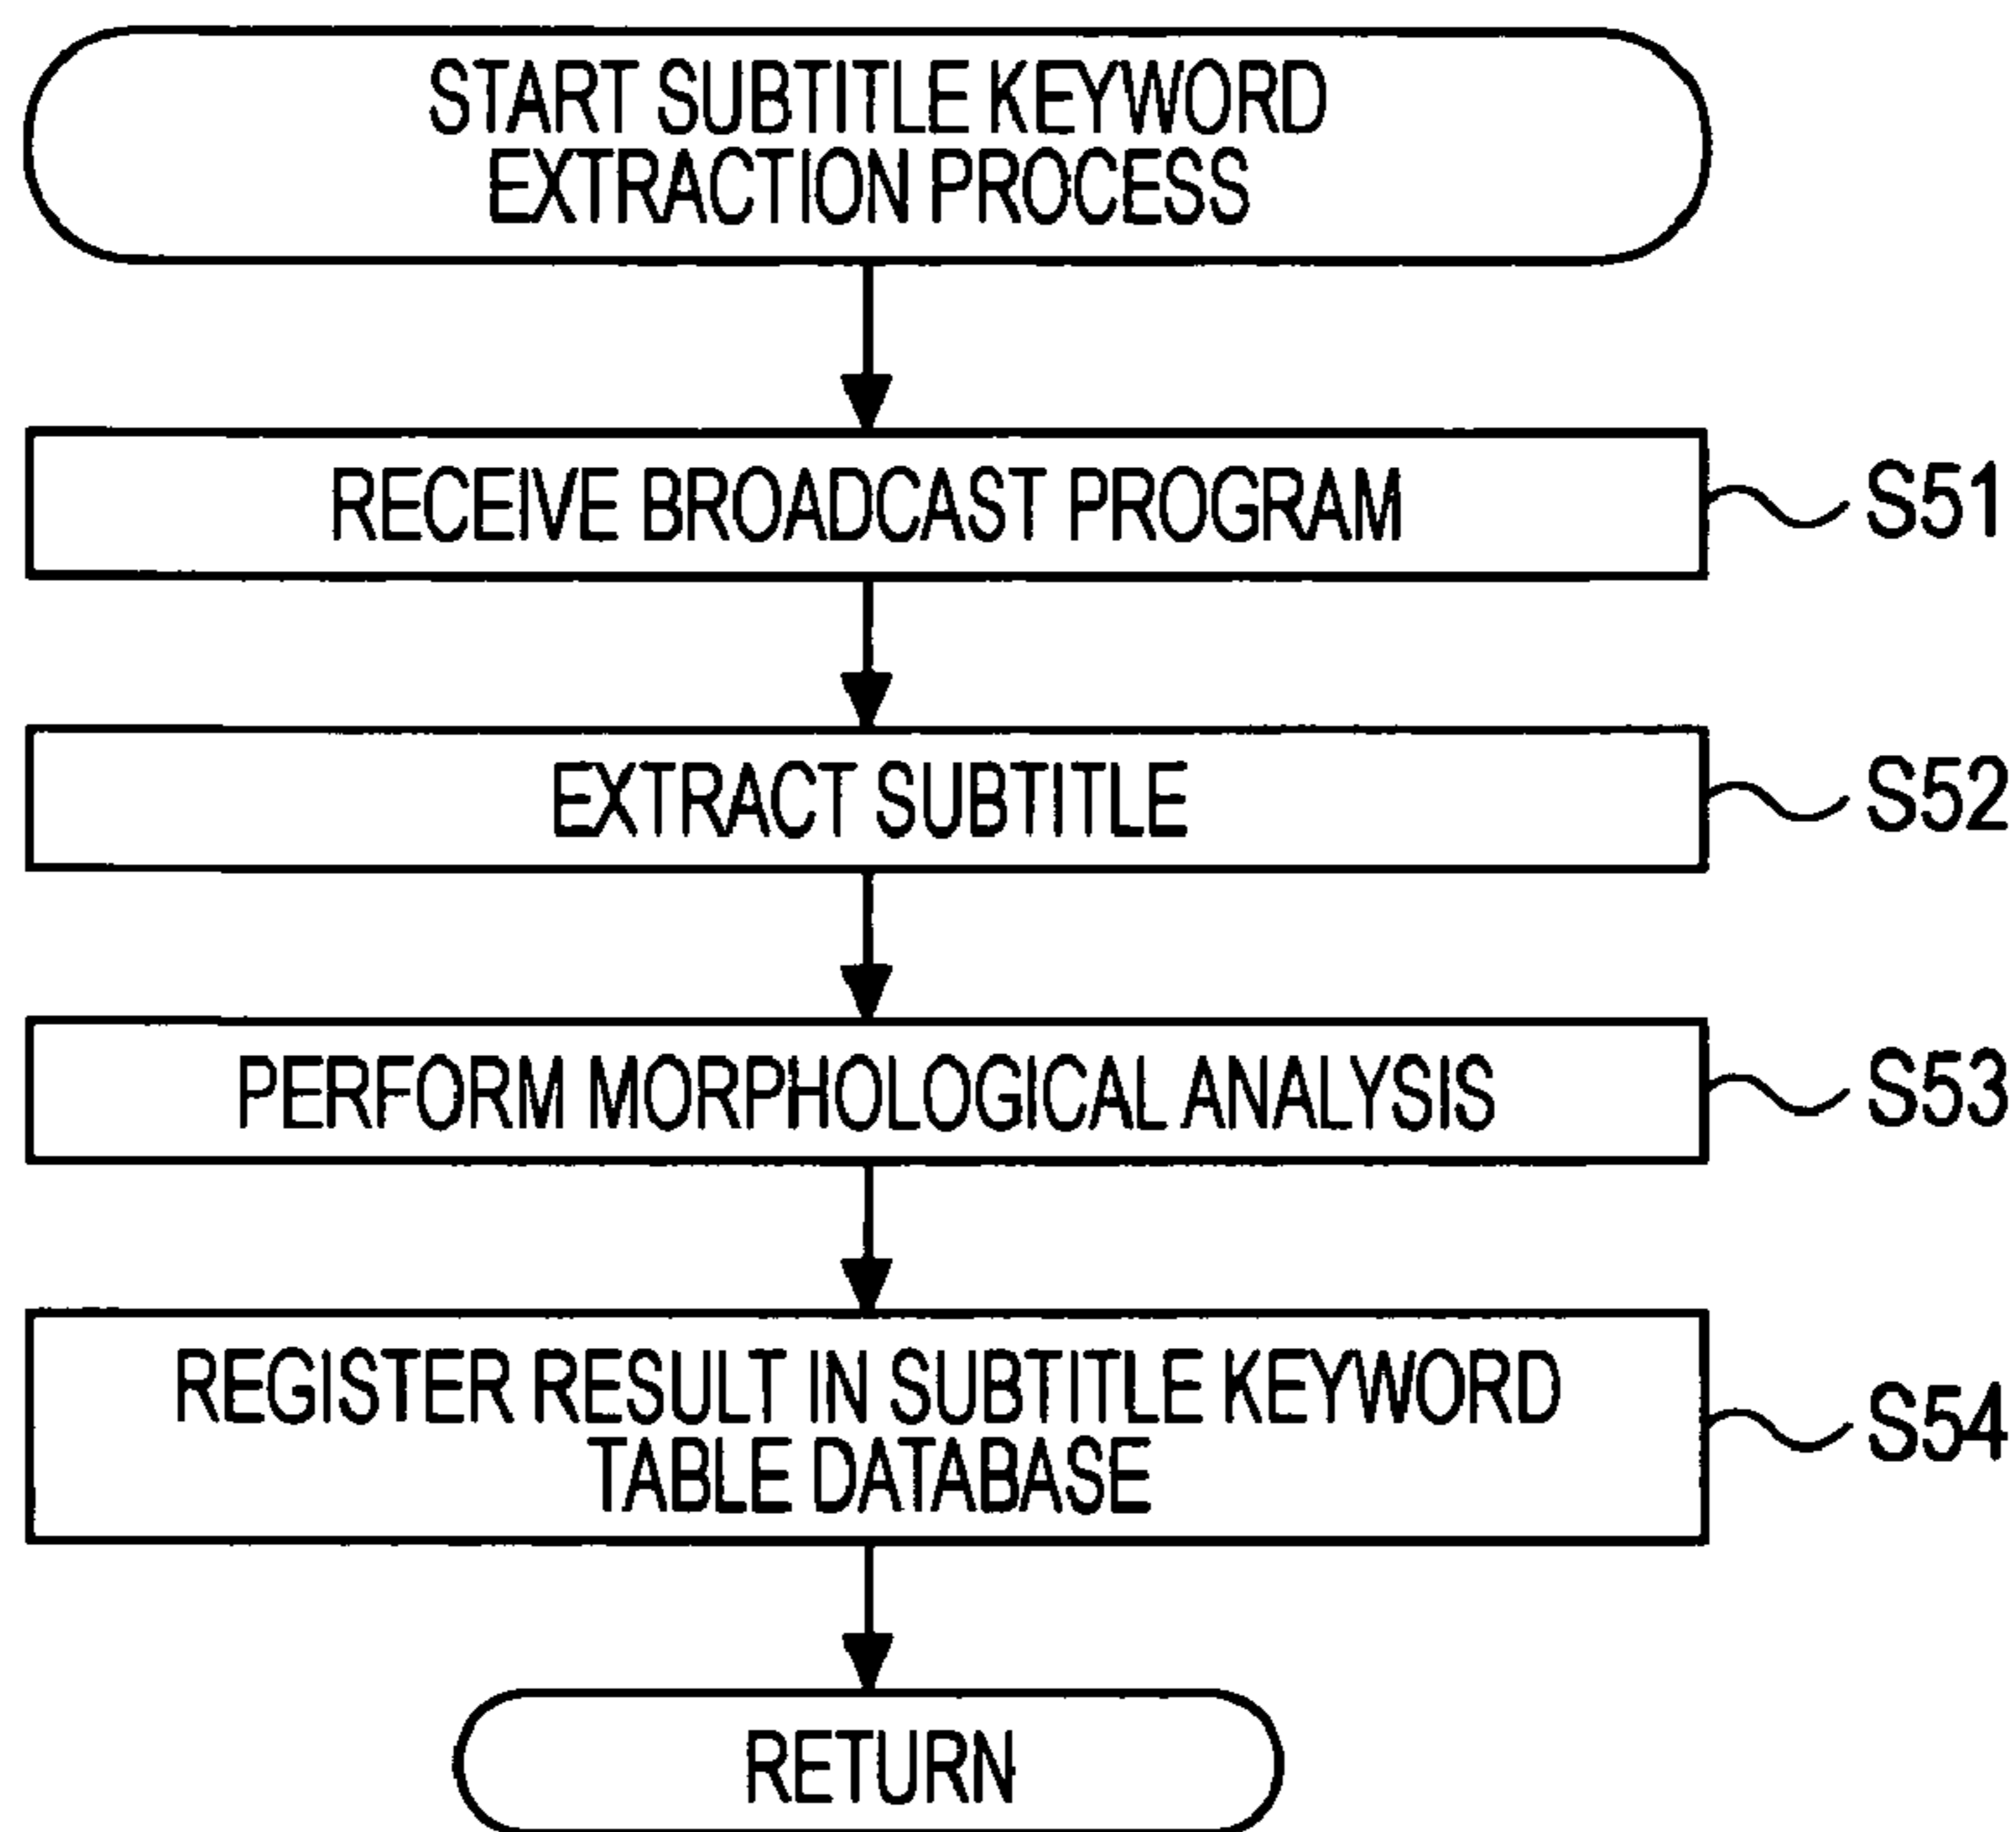 START SUBTITLE KEYWORD
EXTRACTION PROCESS
RECEIVE BROADCAST PROGRAM
S51
EXTRACT SUBTITLE
S52
PERFORM MORPHOLOGICAL ANALYSIS
S53
REGISTER RESULT IN SUBTITLE KEYWORD
TABLE DATABASE
S54
RETURN